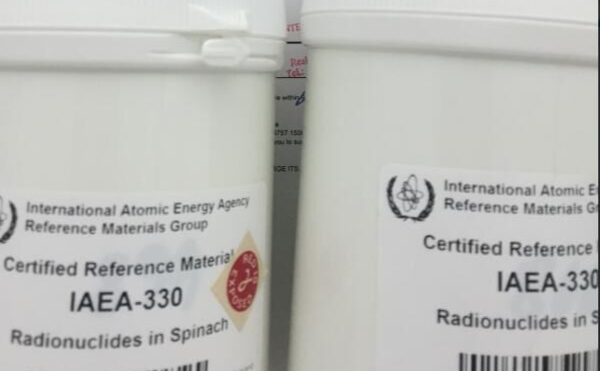 International Atomic Energy Agency
Reference Materials Group
Certified Reference Material
IAEA-330
Radionuclides in Spinach
EXPOSED
International Atomic E
Reference Materials G
Certified Reference
IAEA-330
Radionuclides in S